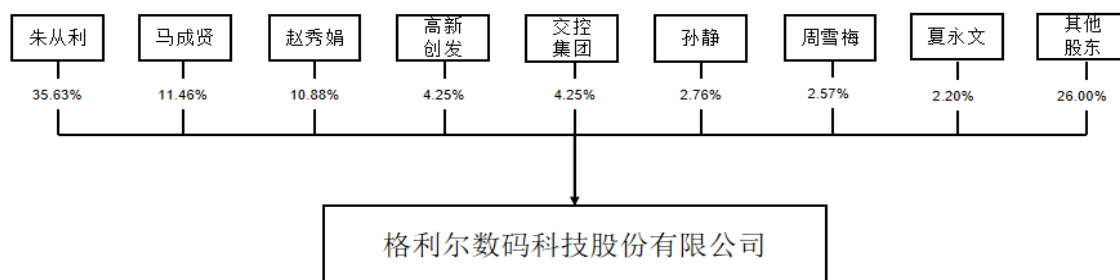 朱从利
马成贤
赵秀娟
高新
创发
交控
集团
孙静
周雪梅
夏永文
其他
股东
35.63%
11.46%
10.88%
4.25%
4.25%
2.76%
2.57%
2.20%
26.00%
格利尔数码科技股份有限公司